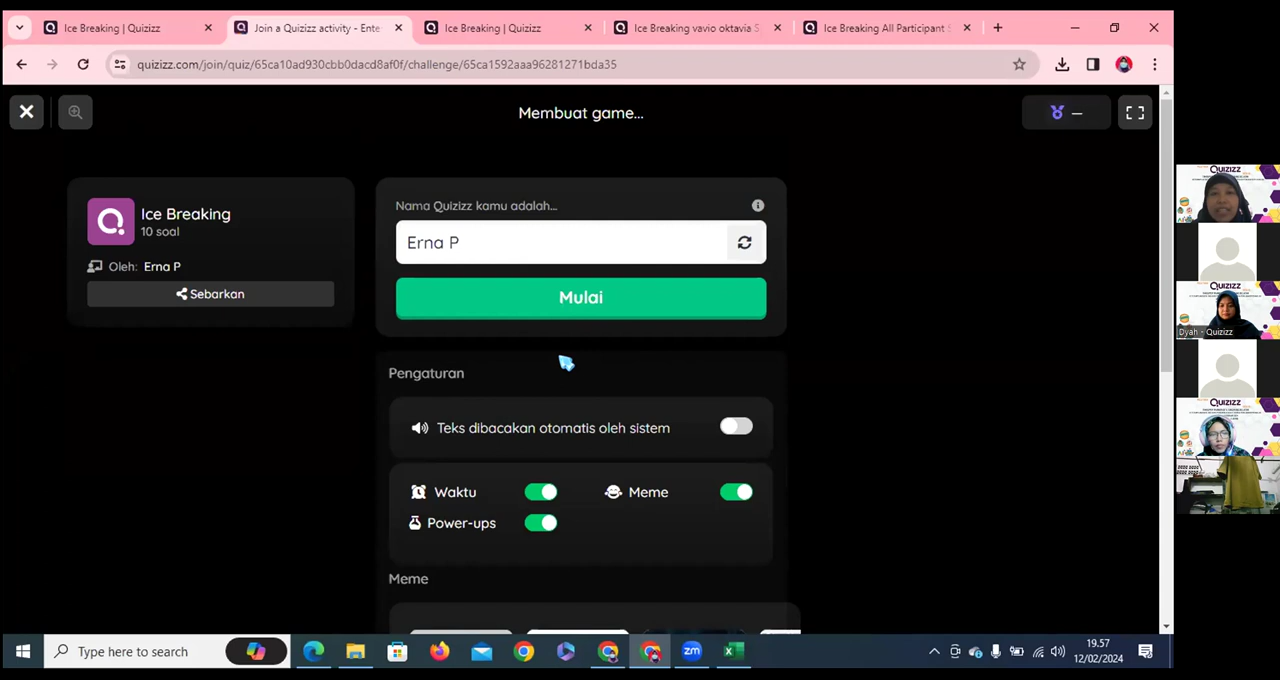 Ice Breaking | Quizizz
Join a Quizizz activity - Ente
Ice Breaking | Quizizz
Ice Breaking vavio oktavia S
Ice Breaking All Participant S
quizizz.com/join/quiz/65ca10ad930cbb0dacd8af0f/challenge/65ca1592aaa96281271bda35
Membuat game...
Ice Breaking
10 soal
Oleh: Erna P
Sebarkan
Nama Quizizz kamu adalah...
Erna P
Mulai
Pengaturan
Teks dibacakan otomatis oleh sistem
Waktu
Meme
Power-ups
Meme
QUIZIZZ
QUIZIZZ
Dyah - Quizizz
QUIZIZZ
Type here to search
zm
19.57
12/02/2024